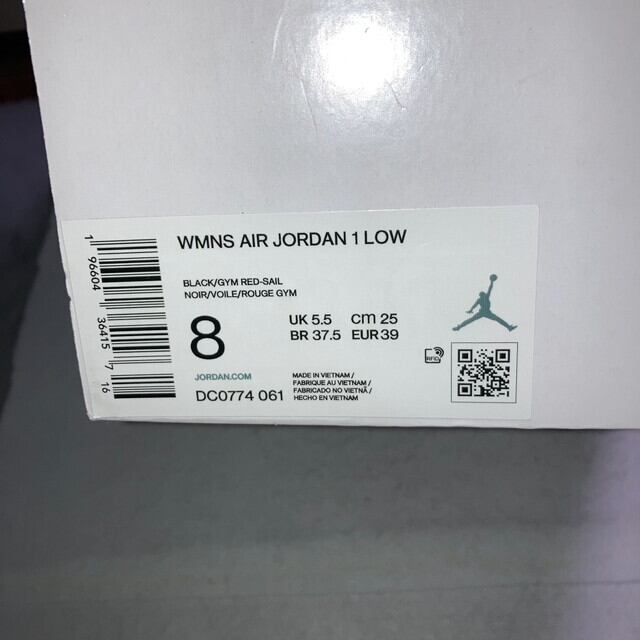 WMNS AIR JORDAN 1 LOW
BLACK/GYM RED-SAIL
NOIR/VOILE/ROUGE GYM
8
UK 5.5 cm 25
BR 37.5 EUR 39
JORDAN.COM
DC0774 061
MADE IN VIETNAM /
FABRIQUE AU VIETNAM /
FABRICADO NO VIETNÃ /
HECHO EN VIETNAM
RFID
1 96604 36415 7 16